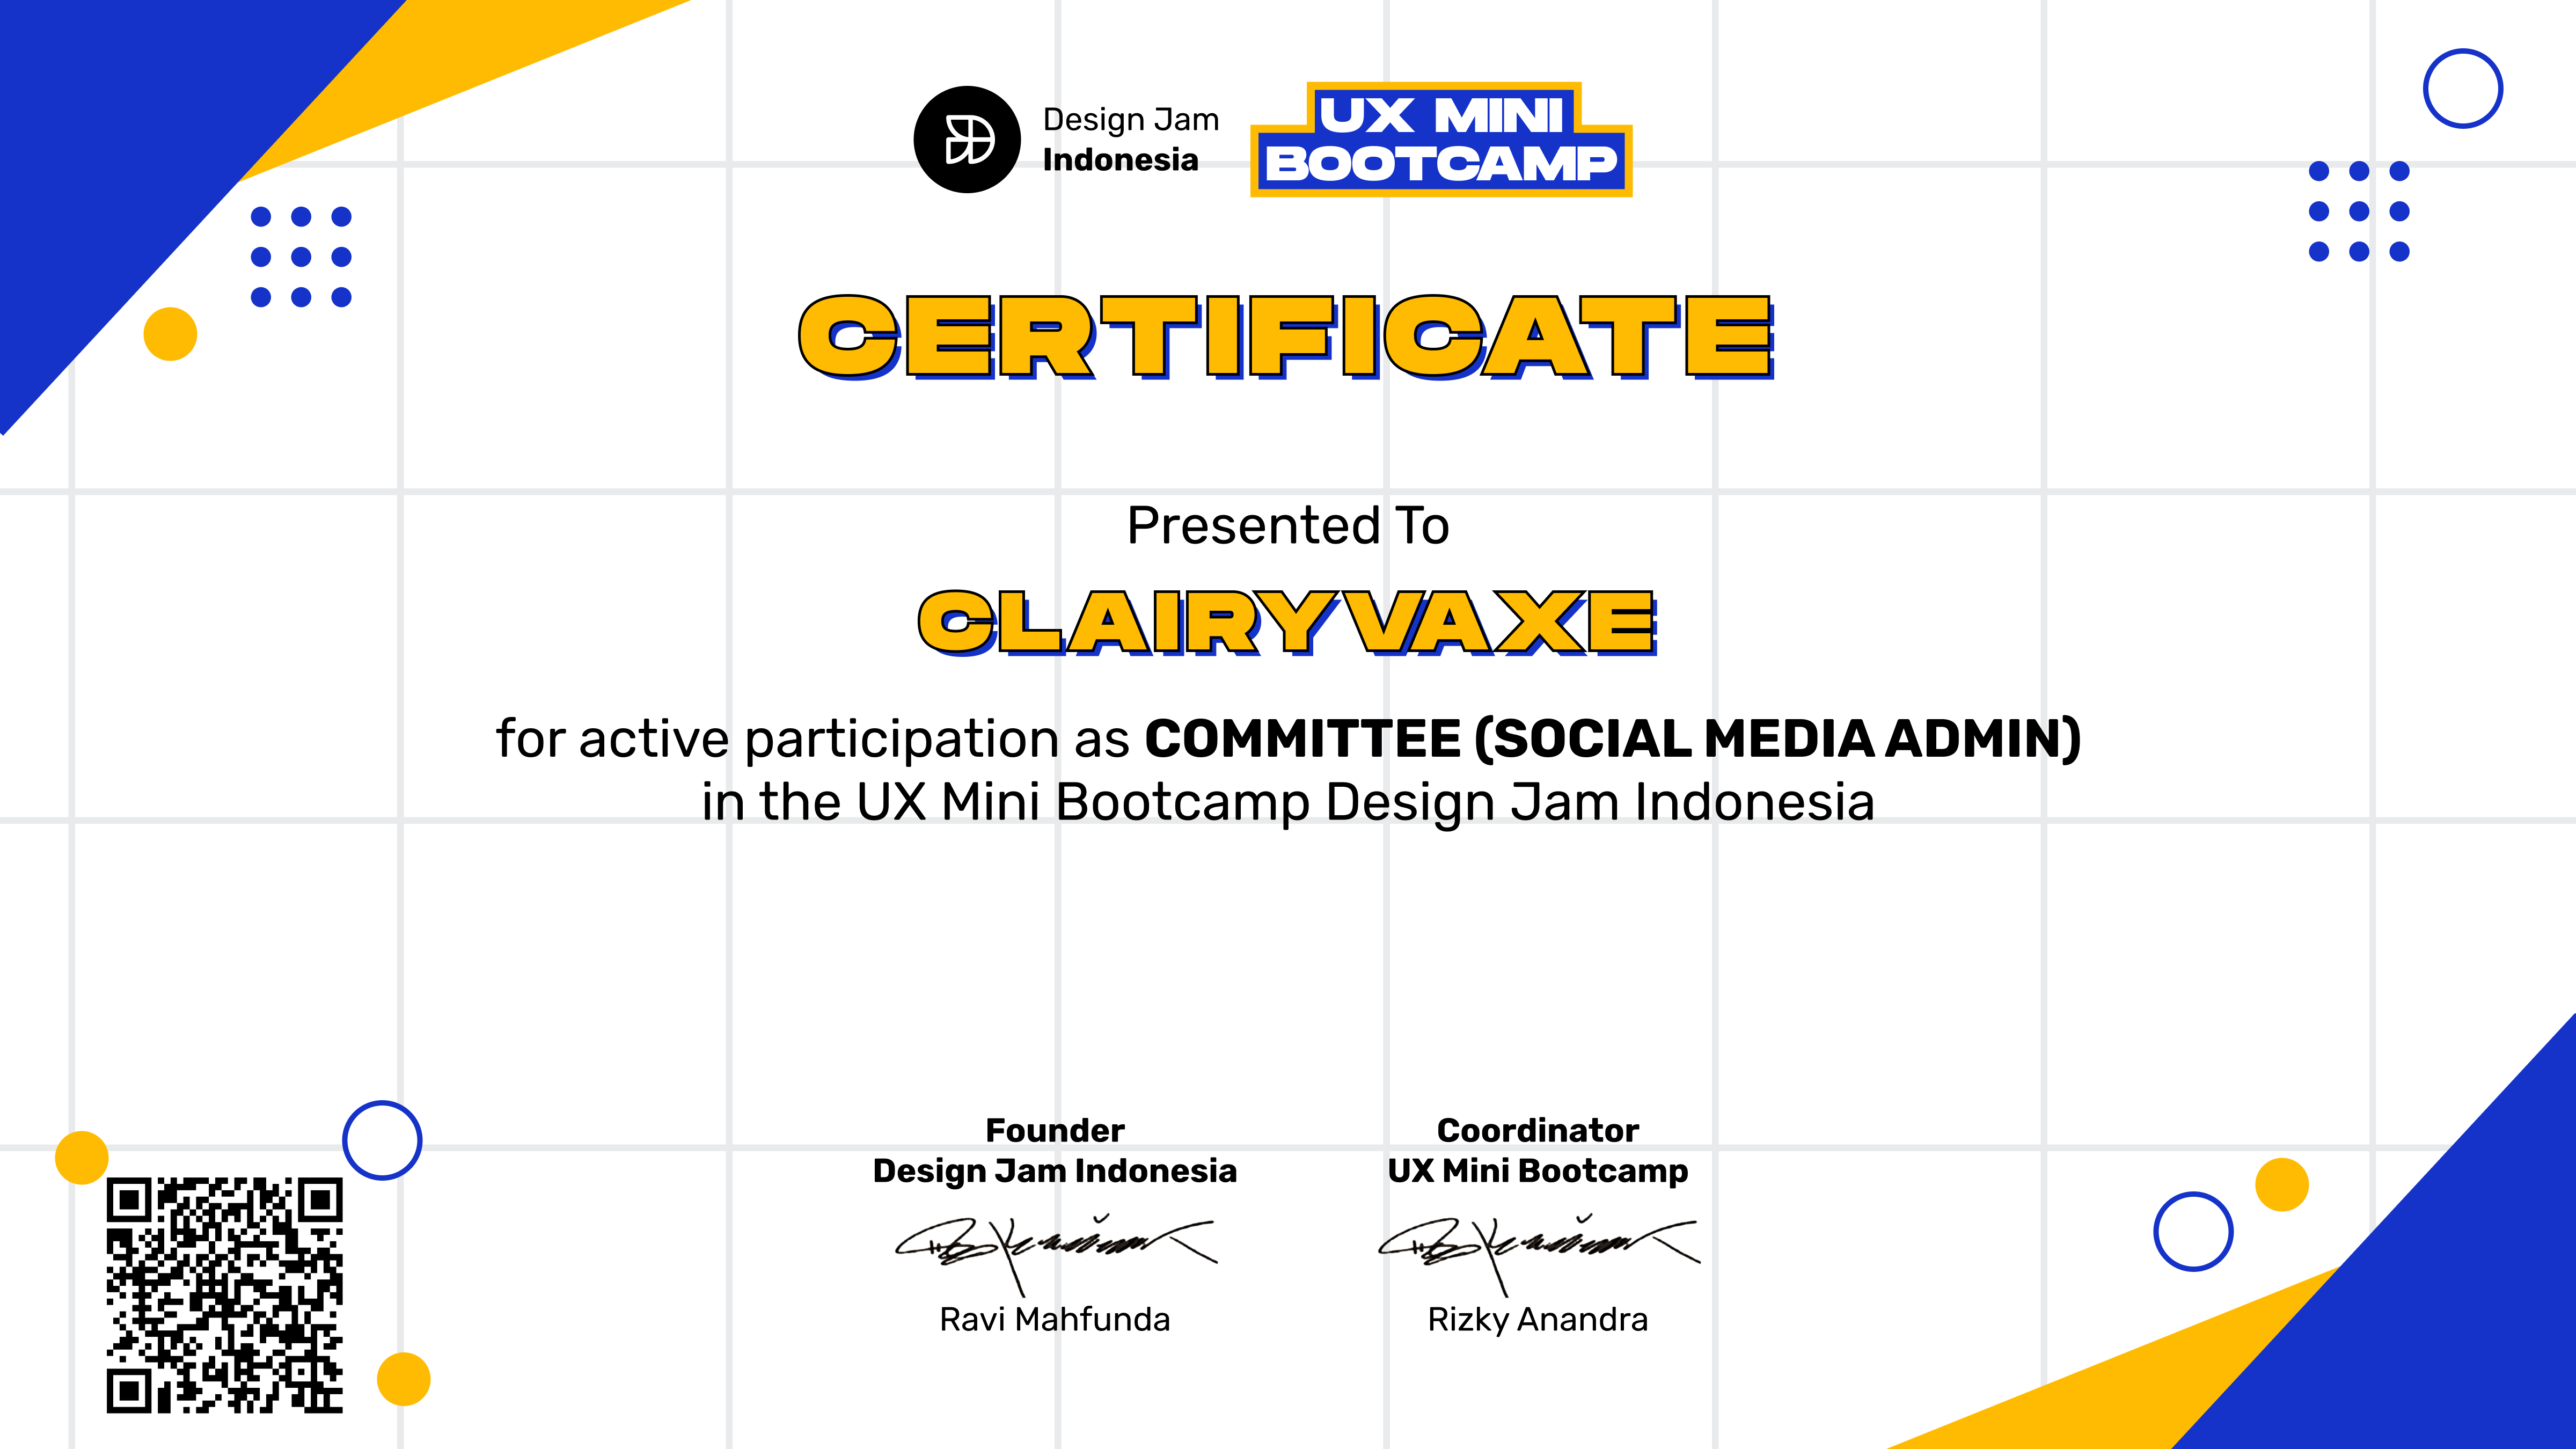 Design Jam
Indonesia
UX MINI
BOOTCAMP
CERTIFICATE
Presented To
CLAIRYVAXE
for active participation as COMMITTEE (SOCIAL MEDIA ADMIN)
in the UX Mini Bootcamp Design Jam Indonesia
Founder
Design Jam Indonesia
Ravi Mahfunda
Coordinator
UX Mini Bootcamp
Rizky Anandra